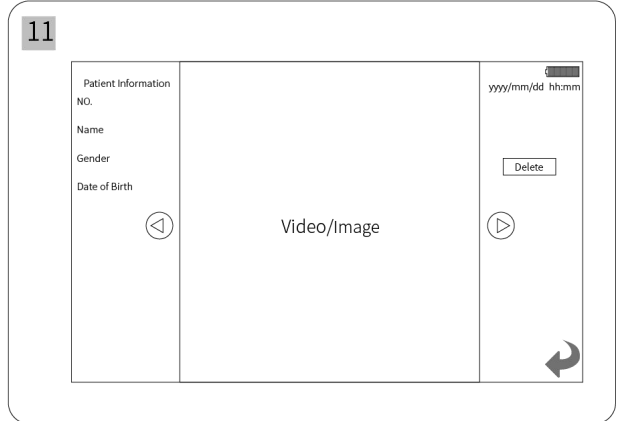 11
Patient Information
NO.
Name
Gender
Date of Birth
Video/Image
yyyy/mm/dd hh:mm
Delete